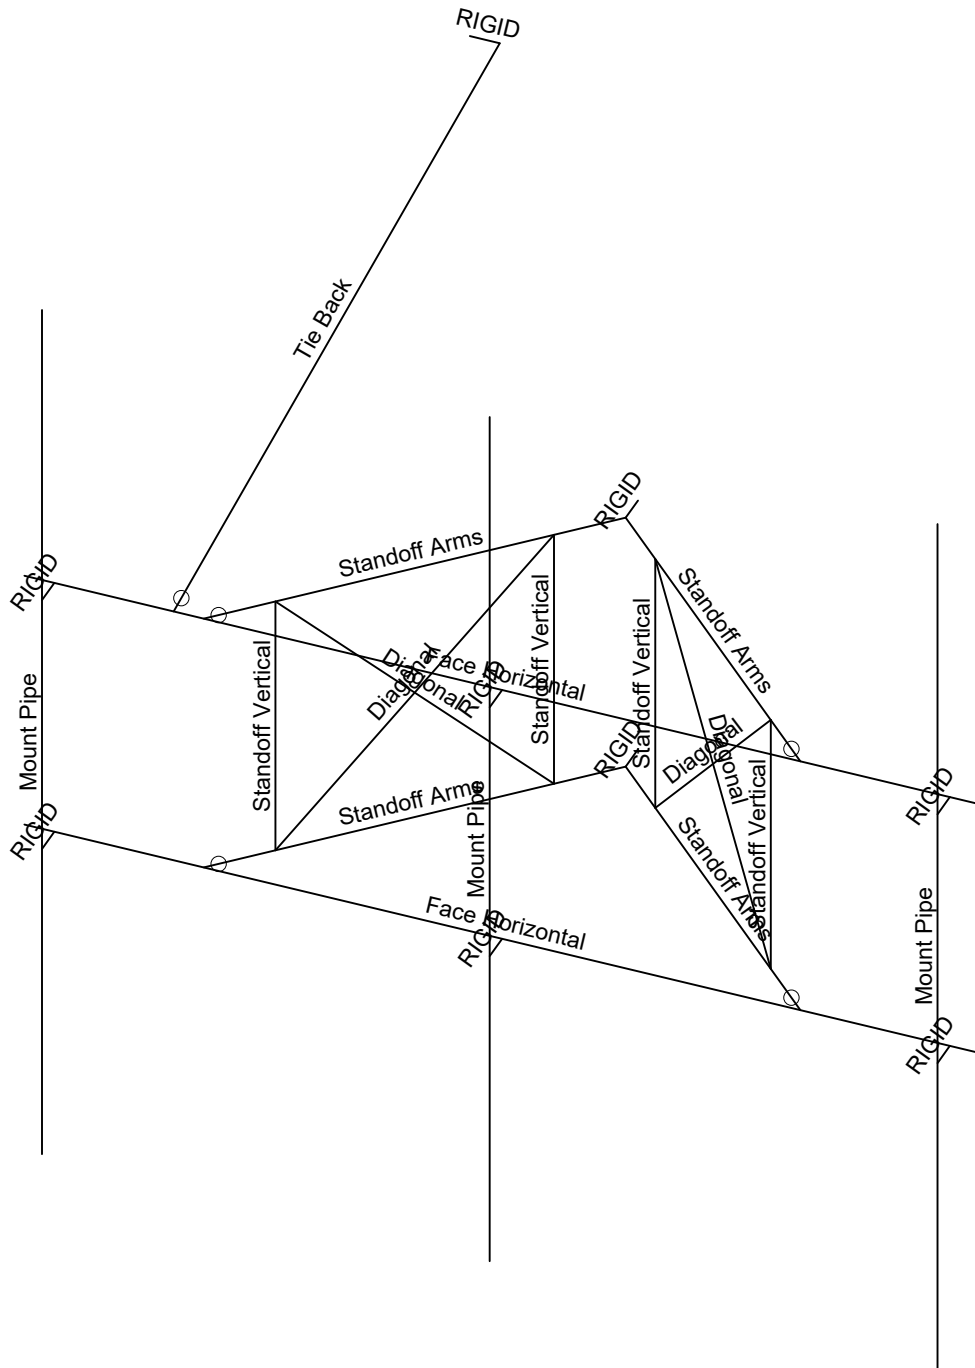 RIGID
Tie Back
RIGID
Standoff Arms
RIGID
Standoff Arms
Standoff Vertical
Standoff Vertical
Standoff Vertical
Diagonal
Diagonal
Face Horizontal
RIGID
Mount Pipe
RIGID
Diagonal
Diagonal
Standoff Vertical
RIGID
Standoff Arms
Mount Pipe
RIGID
Standoff Arms
Face Horizontal
RIGID
Mount Pipe
RIGID